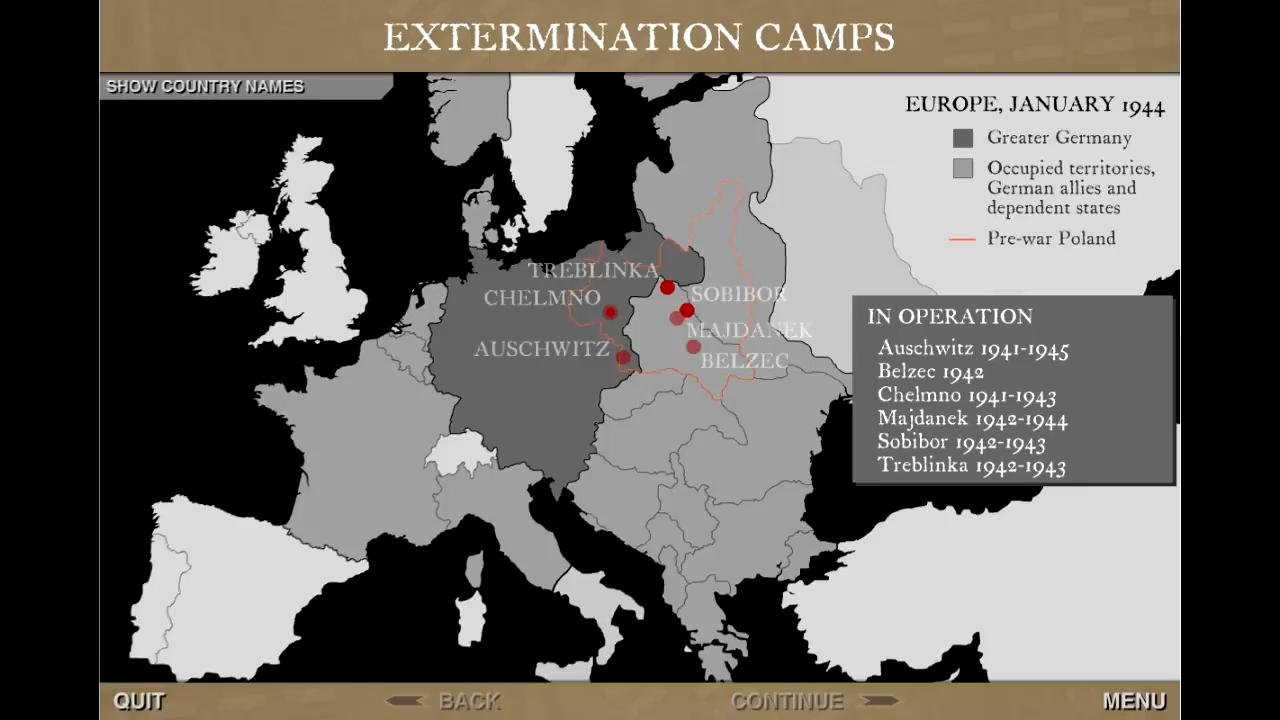 EXTERMINATION CAMPS
SHOW COUNTRY NAMES
EUROPE, JANUARY 1944
Greater Germany
Occupied territories,
German allies and
dependent states
Pre-war Poland
TREBLINKA
CHELMNO
SOBIBOR
MAJDANEK
AUSCHWITZ
BELZEC
IN OPERATION
Auschwitz 1941-1945
Belzec 1942
Chelmno 1941-1943
Majdanek 1942-1944
Sobibor 1942-1943
Treblinka 1942-1943
QUIT
BACK
CONTINUE
MENU